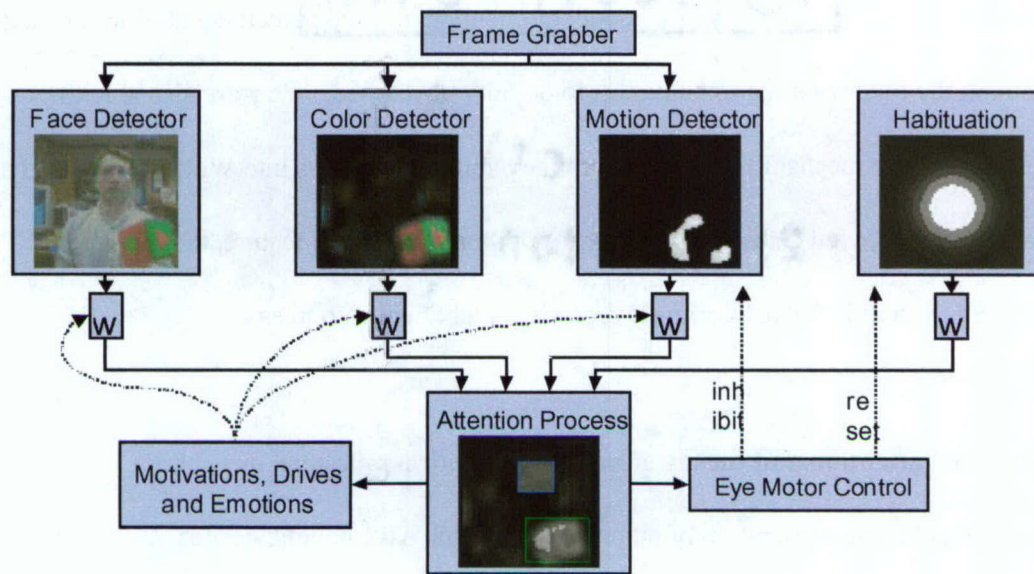 Frame Grabber
Face Detector
Color Detector
Motion Detector
Habituation
W
W
W
W
inh
ibit
re
set
Attention Process
Motivations, Drives
and Emotions
Eye Motor Control